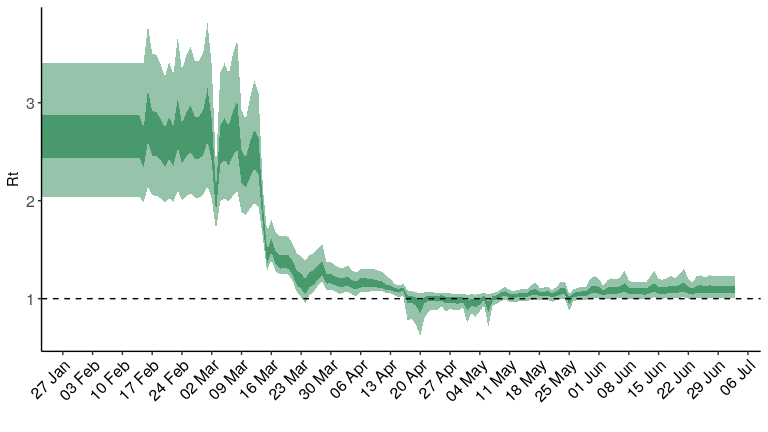 Rt
3
2
1
27 Jan
03 Feb
10 Feb
17 Feb
24 Feb
02 Mar
09 Mar
16 Mar
23 Mar
30 Mar
06 Apr
13 Apr
20 Apr
27 Apr
04 May
11 May
18 May
25 May
01 Jun
08 Jun
15 Jun
22 Jun
29 Jun
06 Jul